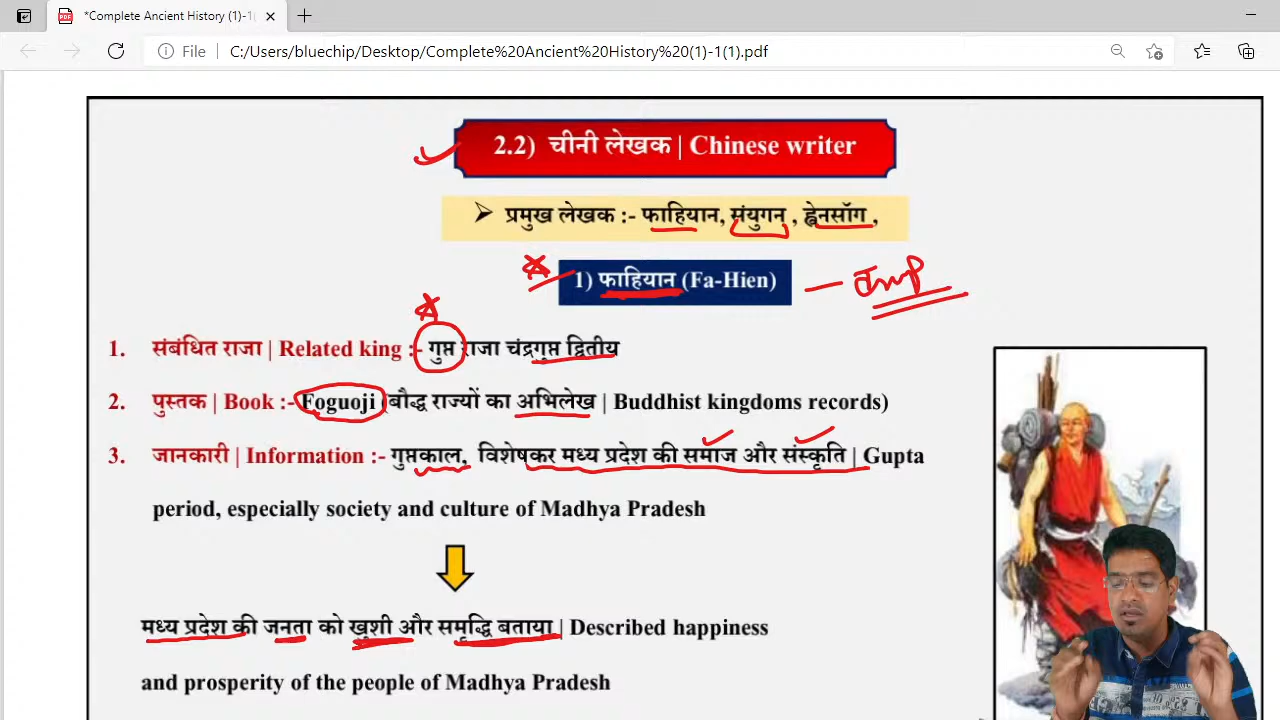 *Complete Ancient History (1)-1(
File
C:/Users/bluechip/Desktop/Complete%20Ancient%20History%20(1)-1(1).pdf
2.2) चीनी लेखक | Chinese writer
➤ प्रमुख लेखक :- फाहियान, संयुगन् , ह्वेनसॉग ,
1) फाहियान (Fa-Hien)
Imp
1. संबंधित राजा | Related king :- गुप्त राजा चंद्रगुप्त द्वितीय
2. पुस्तक | Book :- Foguoji (बौद्ध राज्यों का अभिलेख | Buddhist kingdoms records)
3. जानकारी | Information :- गुप्तकाल, विशेषकर मध्य प्रदेश की समाज और संस्कृति | Gupta
period, especially society and culture of Madhya Pradesh
मध्य प्रदेश की जनता को खुशी और समृद्धि बताया | Described happiness
and prosperity of the people of Madhya Pradesh